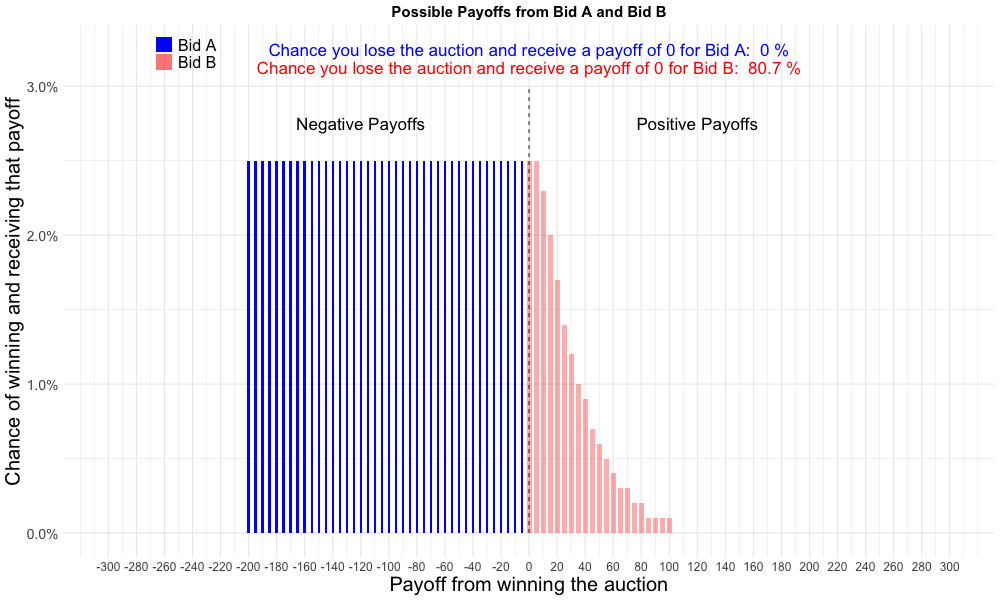 Possible Payoffs from Bid A and Bid B
Bid A
Bid B
Chance you lose the auction and receive a payoff of 0 for Bid A:  0 %
Chance you lose the auction and receive a payoff of 0 for Bid B:  80.7 %
Negative Payoffs
Positive Payoffs
Chance of winning and receiving that payoff
3.0%
2.0%
1.0%
0.0%
-300 -280 -260 -240 -220 -200 -180 -160 -140 -120 -100 -80 -60 -40 -20 0 20 40 60 80 100 120 140 160 180 200 220 240 260 280 300
Payoff from winning the auction